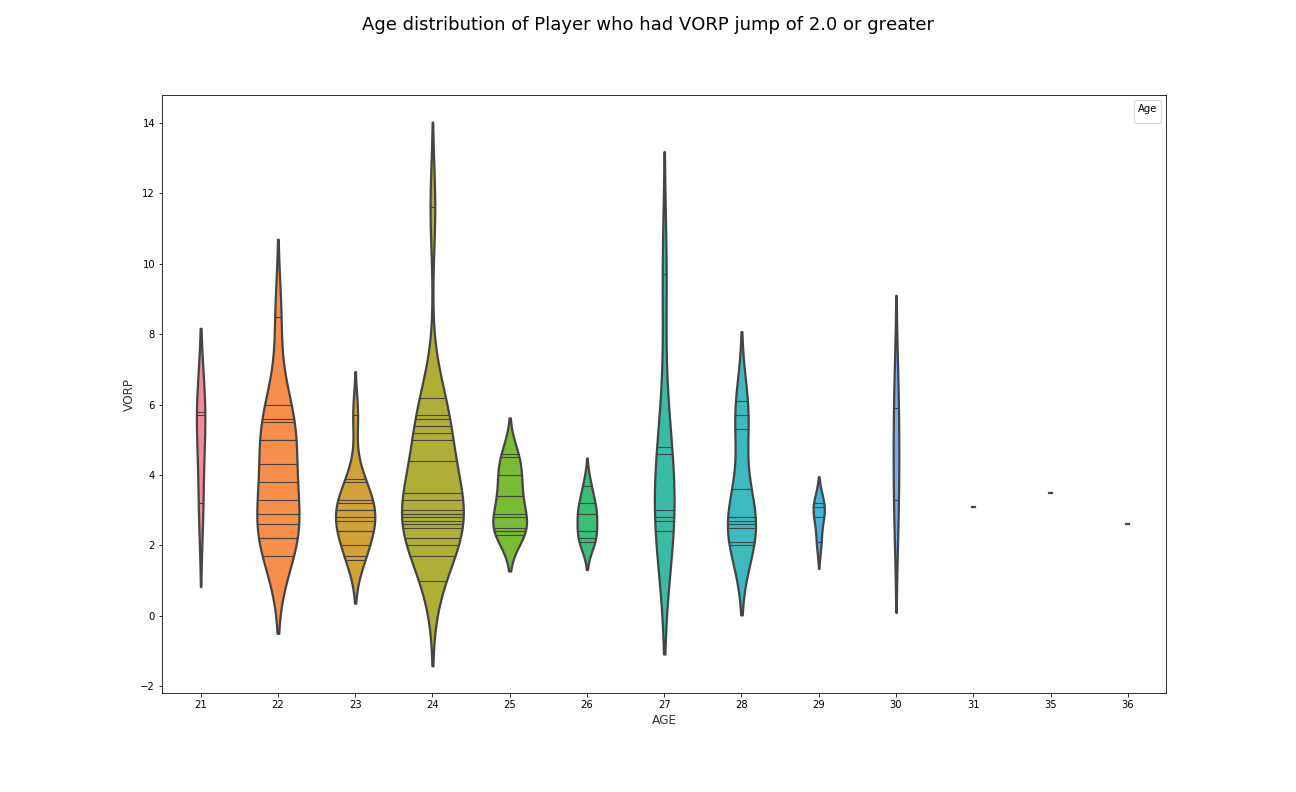 Age distribution of Player who had VORP jump of 2.0 or greater
Age
14
12
10
8
6
4
2
0
−2
VORP
21 22 23 24 25 26 27 28 29 30 31 35 36
AGE